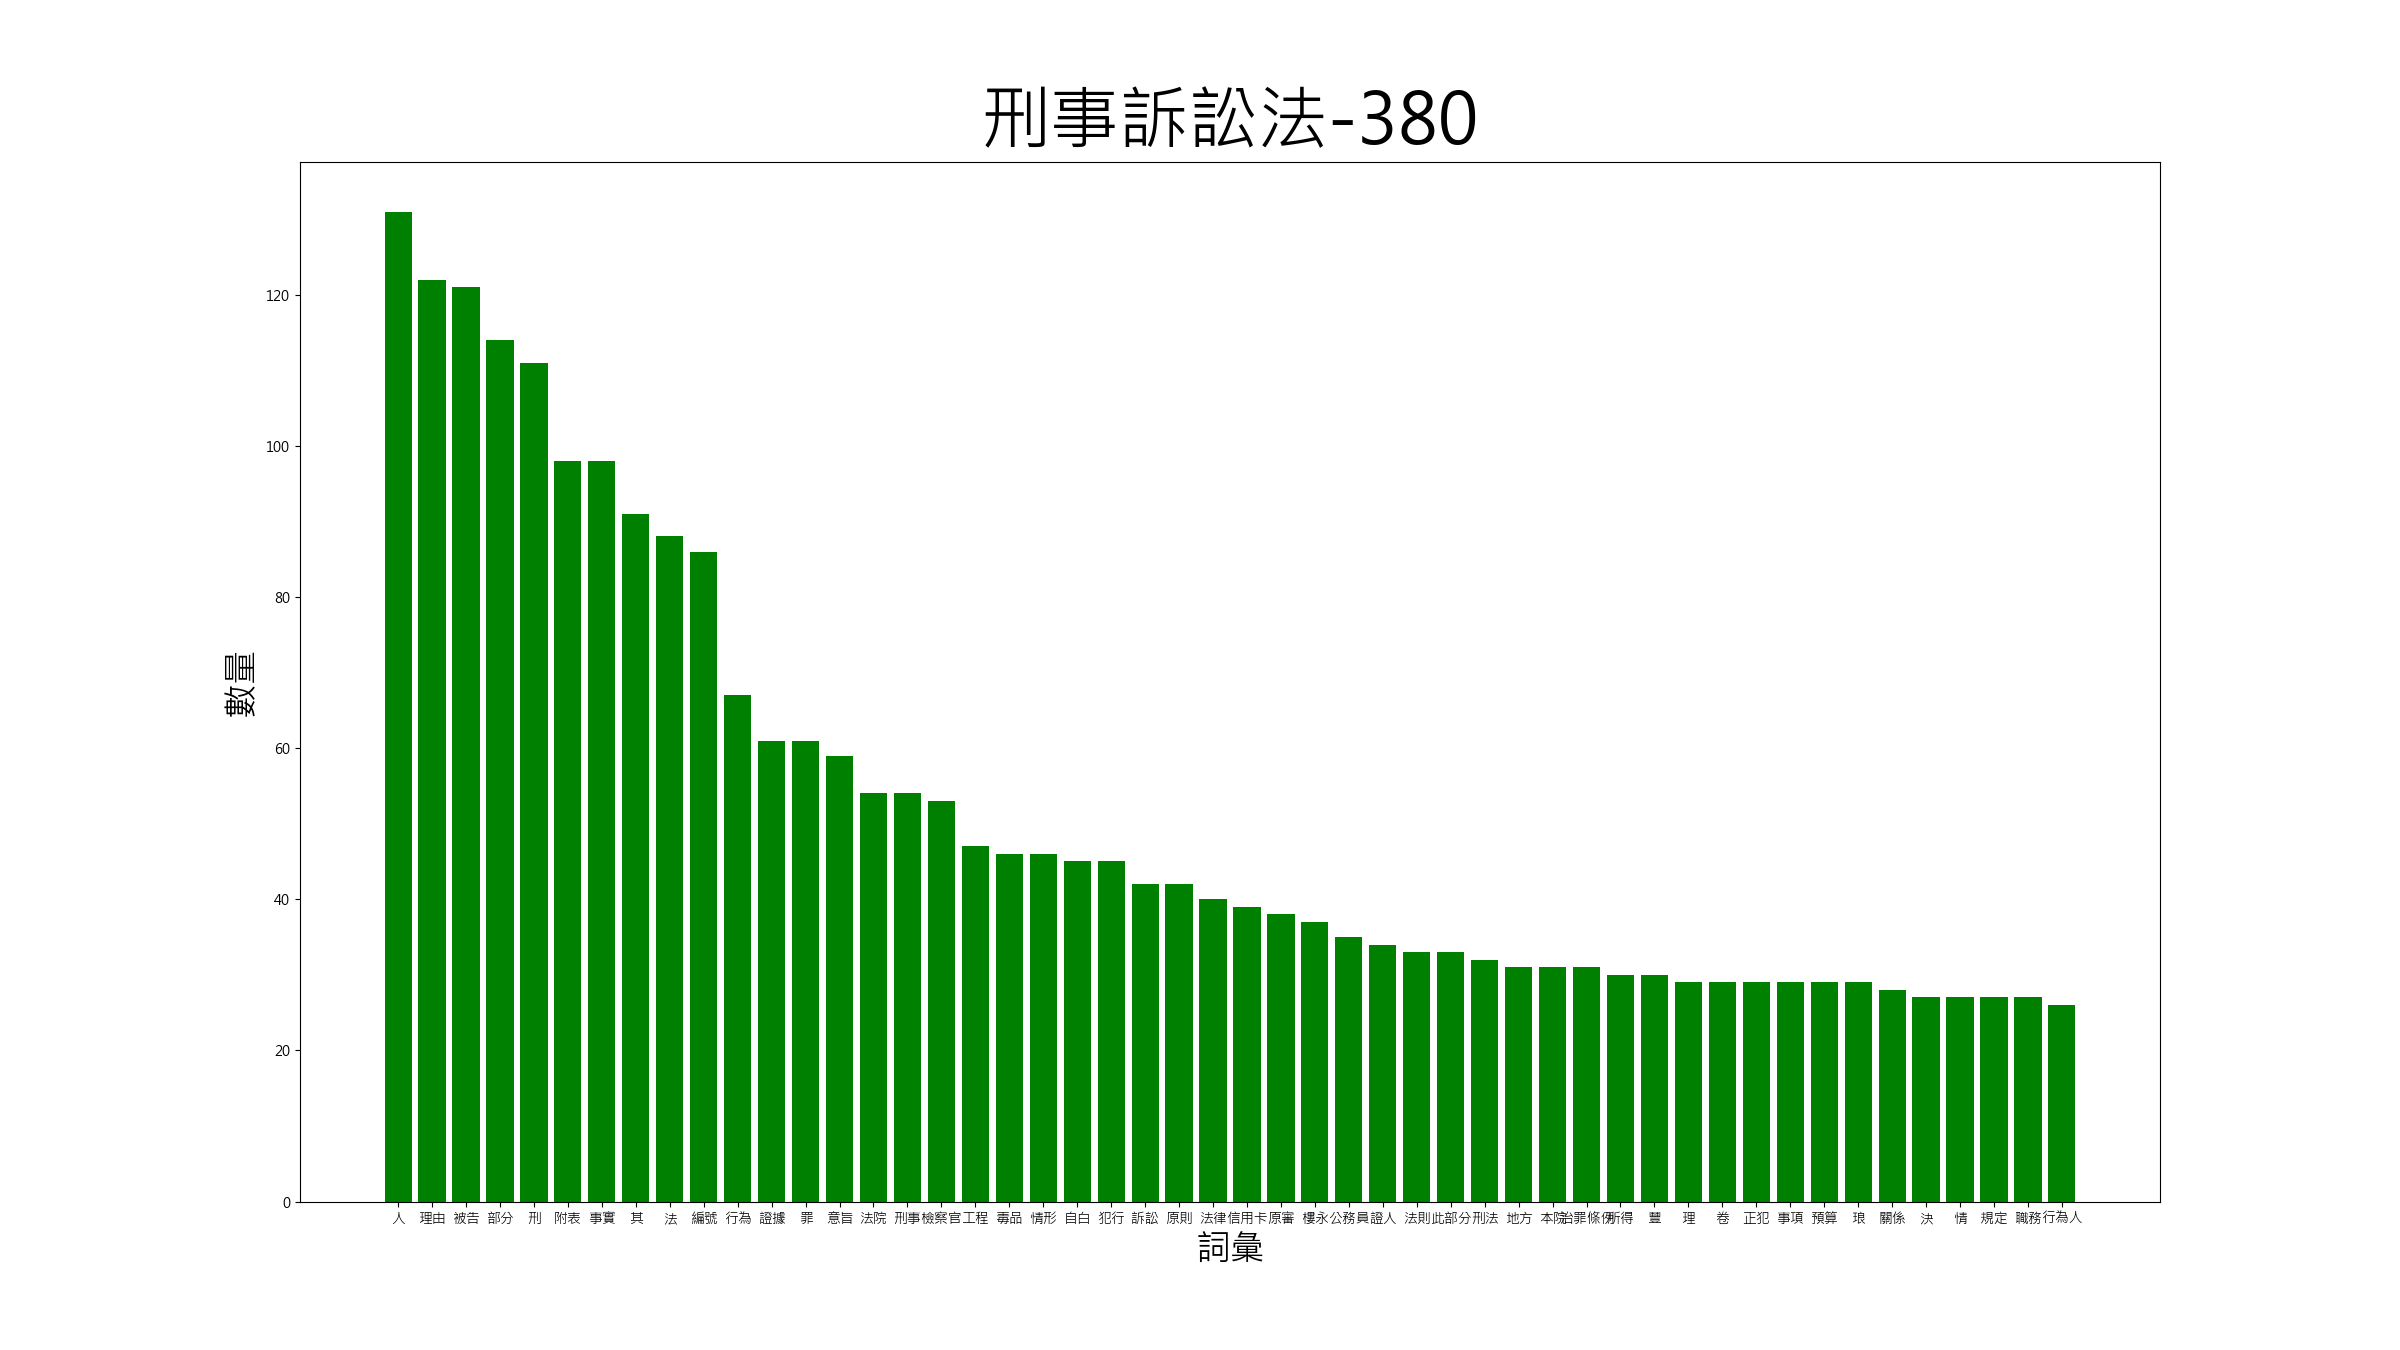 刑事訴訟法-380
數量
120
100
80
60
40
20
0
人 理由 被告 部分 刑 附表 事實 其 法 編號 行為 證據 罪 意旨 法院 刑事 檢察官 工程 毒品 情形 自白 犯行 訴訟 原則 法律 信用卡 原審 樓永 公務員 證人 法則 此部分 刑法 地方 本院 治罪條例 所得 豐 理 卷 正犯 事項 預算 琅 關係 決 情 規定 職務 行為人
詞彙